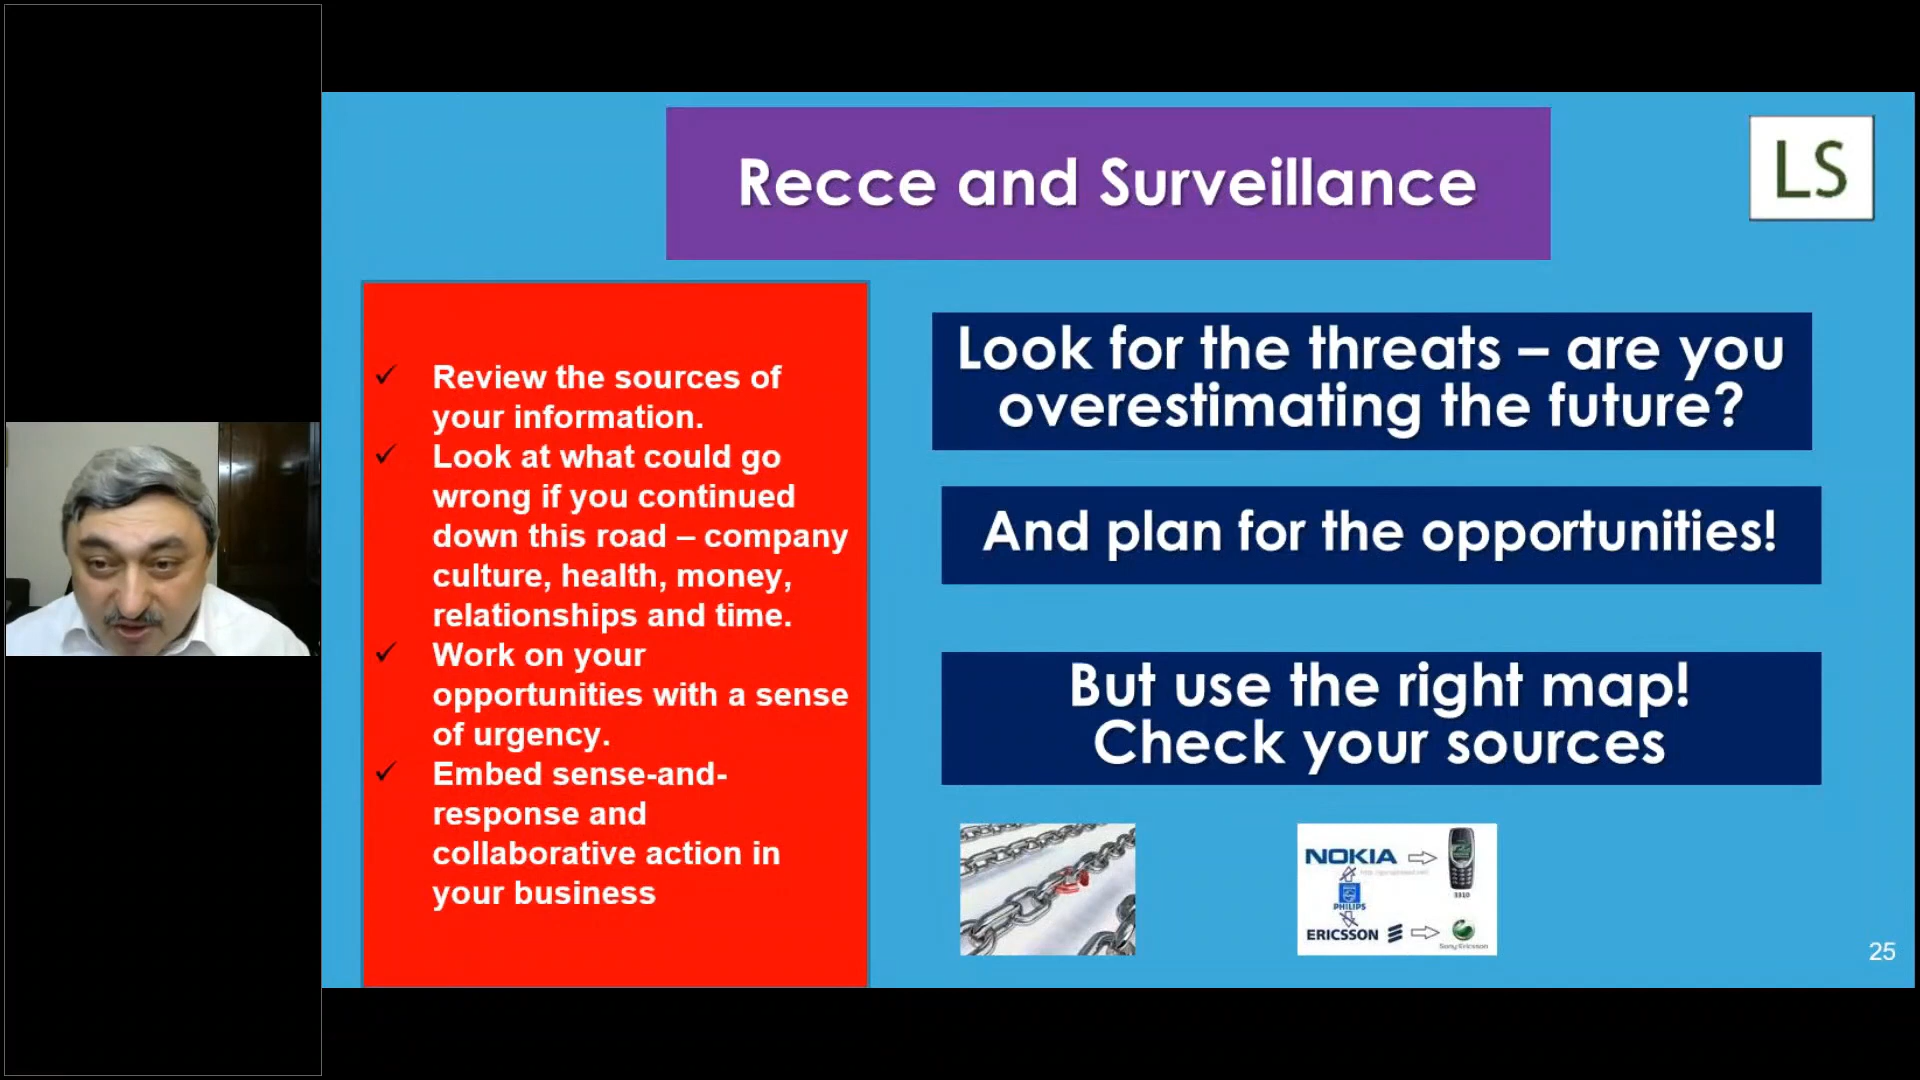 Recce and Surveillance
LS
✓ Review the sources of
your information.
✓ Look at what could go
wrong if you continued
down this road – company
culture, health, money,
relationships and time.
✓ Work on your
opportunities with a sense
of urgency.
✓ Embed sense-and-
response and
collaborative action in
your business
Look for the threats – are you
overestimating the future?
And plan for the opportunities!
But use the right map!
Check your sources
NOKIA
3310
PHILIPS
ERICSSON
Sony Ericsson
25